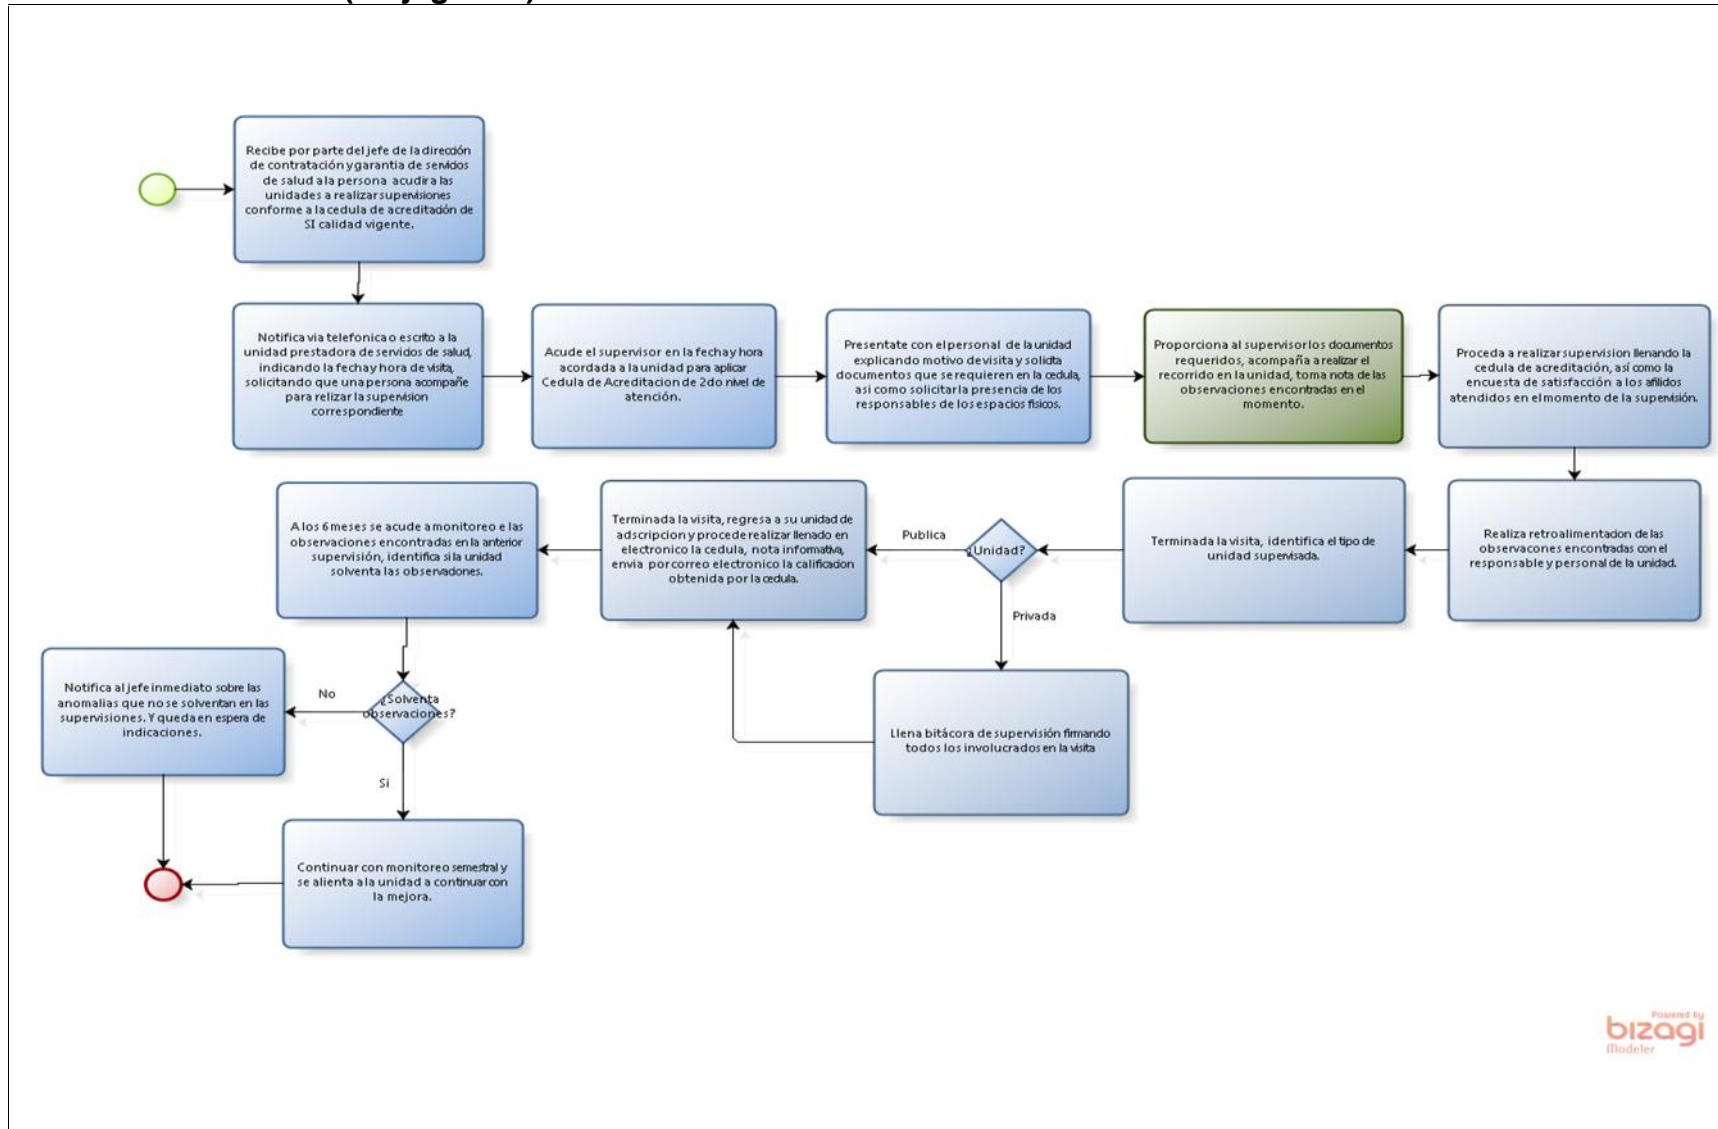 Recibe por parte del jefe de la dirección
de contratación y garantia de servicios
de salud a la persona acudira las
unidades a realizar supervisiones
conforme a la cedula de acreditación de
SI calidad vigente.
Notifica via telefonica o escrito a la
unidad prestadora de servicios de salud,
indicando la fecha y hora de visita,
solicitando que una persona acompañe
para relizar la supervision
correspondiente
Acude el supervisor en la fecha y hora
acordada a la unidad para aplicar
Cedula de Acreditacion de 2do nivel de
atención.
Presentate con el personal de la unidad
explicando motivo de visita y solicita
documentos que se requieren en la cedula,
asi como solicitar la presencia de los
responsables de los espacios fisicos.
Proporciona al supervisor los documentos
requeridos, acompaña a realizar el
recorrido en la unidad, toma nota de las
observaciones encontradas en el
momento.
Proceda a realizar supervision llenando la
cedula de acreditación, así como la
encuesta de satisfacción a los afilidos
atendidos en el momento de la supervisión.
Realiza retroalimentacion de las
observacones encontradas con el
responsable y personal de la unidad.
Terminada la visita, identifica el tipo de
unidad supervisada.
¿Unidad?
Publica
Privada
Llena bitácora de supervisión firmando
todos los involucrados en la visita
Terminada la visita, regresa a su unidad de
adscripcion y procede realizar llenado en
electronico la cedula, nota informativa,
envia por correo electronico la calificacion
obtenida por la cedula.
A los 6 meses se acude a monitoreo e las
observaciones encontradas en la anterior
supervisión, identifica si la unidad
solventa las observaciones.
¿Solventa
observaciones?
No
Si
Notifica al jefe inmediato sobre las
anomalias que no se solventan en las
supervisiones. Y queda en espera de
indicaciones.
Continuar con monitoreo semestral y
se alienta a la unidad a continuar con
la mejora.
Powered by
bizagi
Modeler